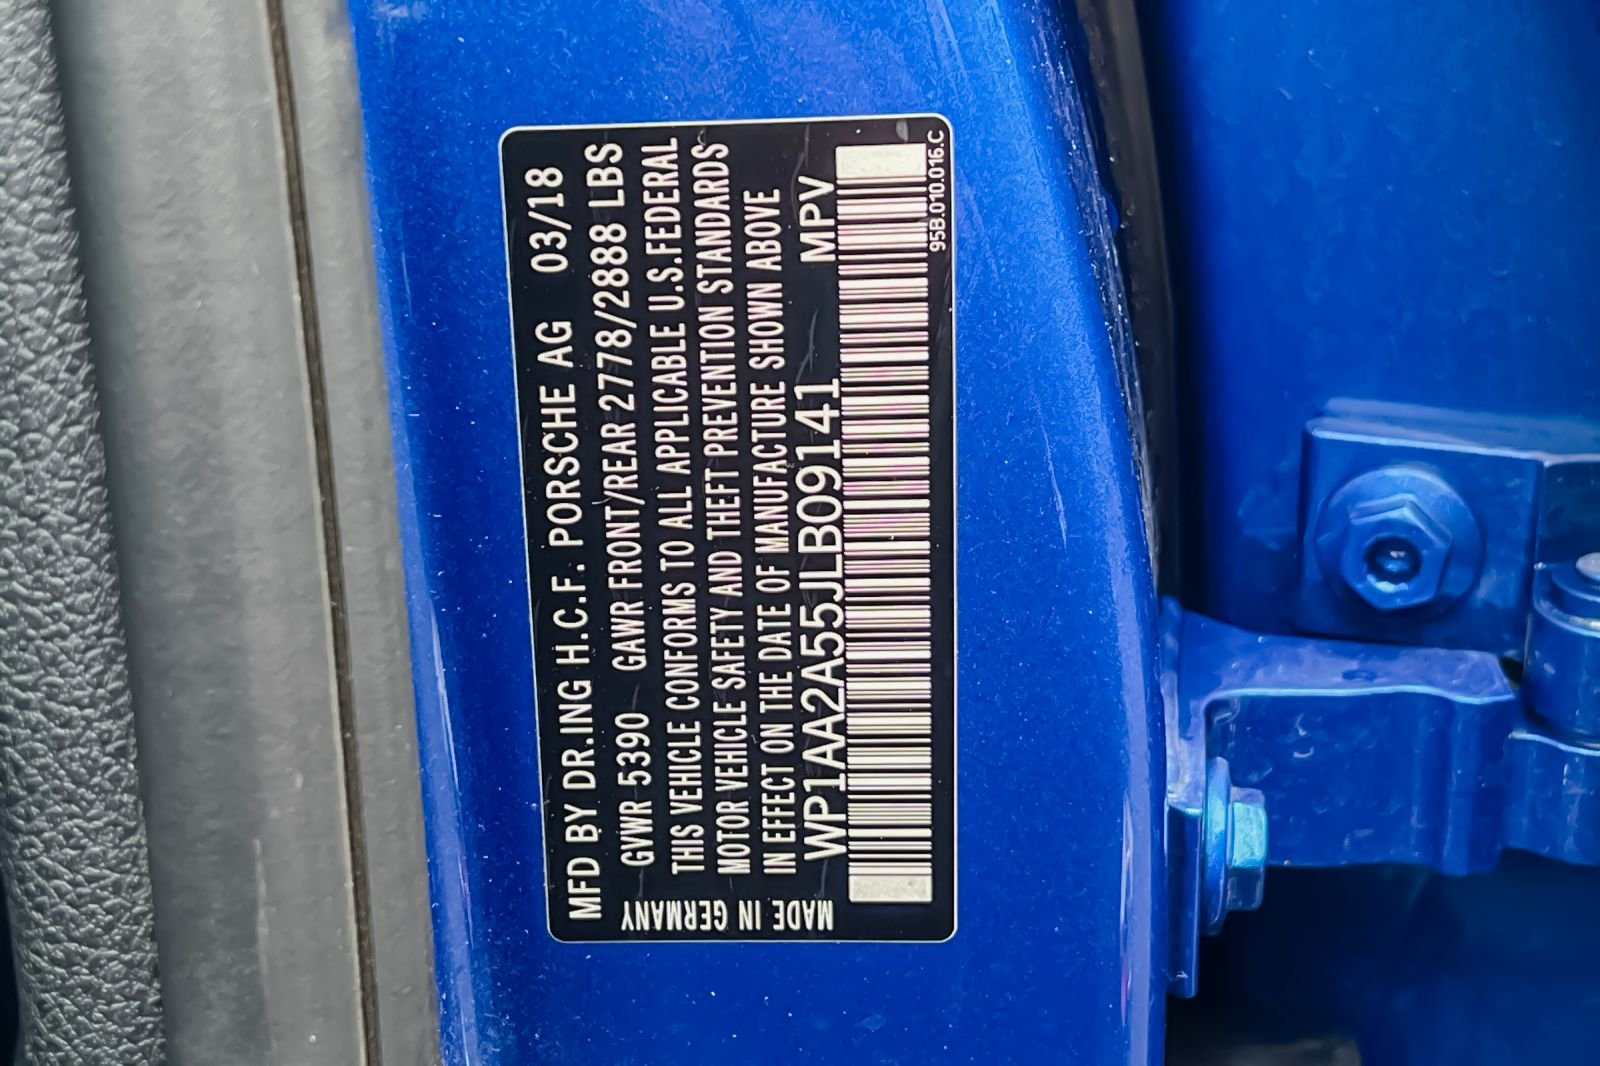 MFD BY DR.ING H.C.F. PORSCHE AG 03/18
GVWR 5390 GAWR FRONT/REAR 2778/2888 LBS
THIS VEHICLE CONFORMS TO ALL APPLICABLE U.S.FEDERAL
MOTOR VEHICLE SAFETY AND THEFT PREVENTION STANDARDS
IN EFFECT ON THE DATE OF MANUFACTURE SHOWN ABOVE
WP1AA2A55JLB09141 MPV
MADE IN GERMANY
95B.010.016.C